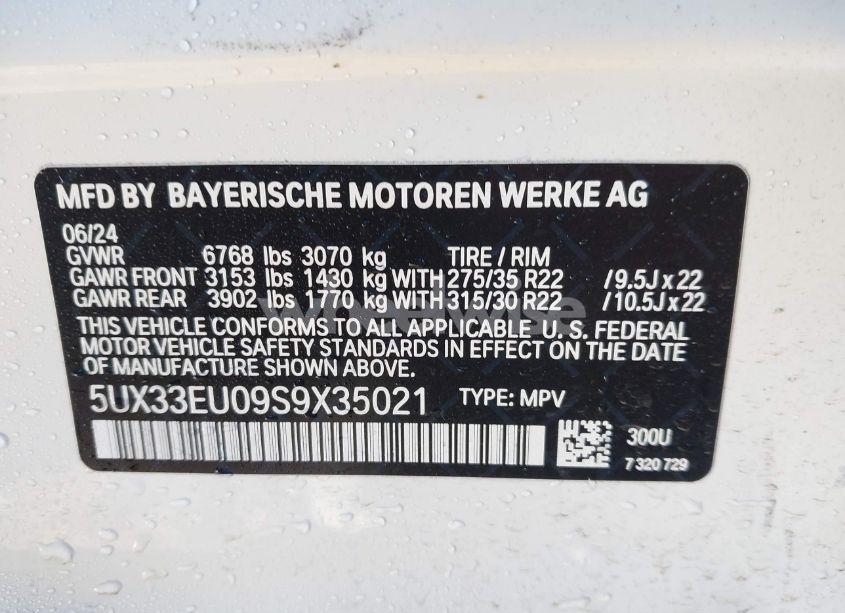 MFD BY BAYERISCHE MOTOREN WERKE AG
06/24
GVWR 6768 lbs 3070 kg TIRE / RIM
GAWR FRONT 3153 lbs 1430 kg WITH 275/35 R22 / 9.5J x 22
GAWR REAR 3902 lbs 1770 kg WITH 315/30 R22 / 10.5J x 22
THIS VEHICLE CONFORMS TO ALL APPLICABLE U. S. FEDERAL
MOTOR VEHICLE SAFETY STANDARDS IN EFFECT ON THE DATE
OF MANUFACTURE SHOWN ABOVE.
5UX33EU09S9X35021 TYPE: MPV
300U
7 320 729